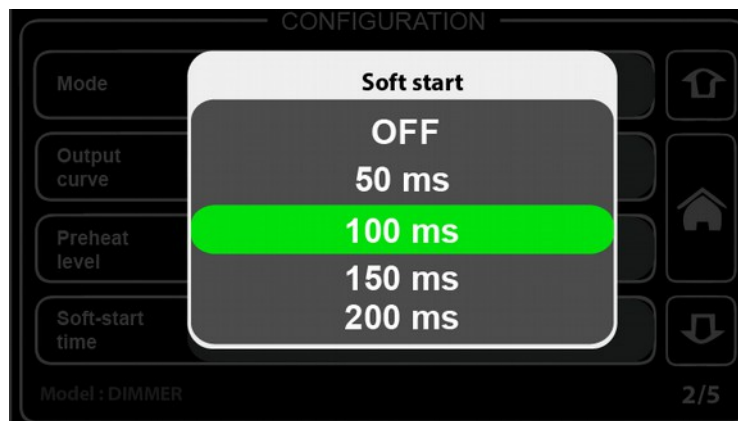 CONFIGURATION
Mode
Soft start
OFF
Output
curve
50 ms
100 ms
Preheat
level
150 ms
200 ms
Soft-start
time
Model : DIMMER
2/5